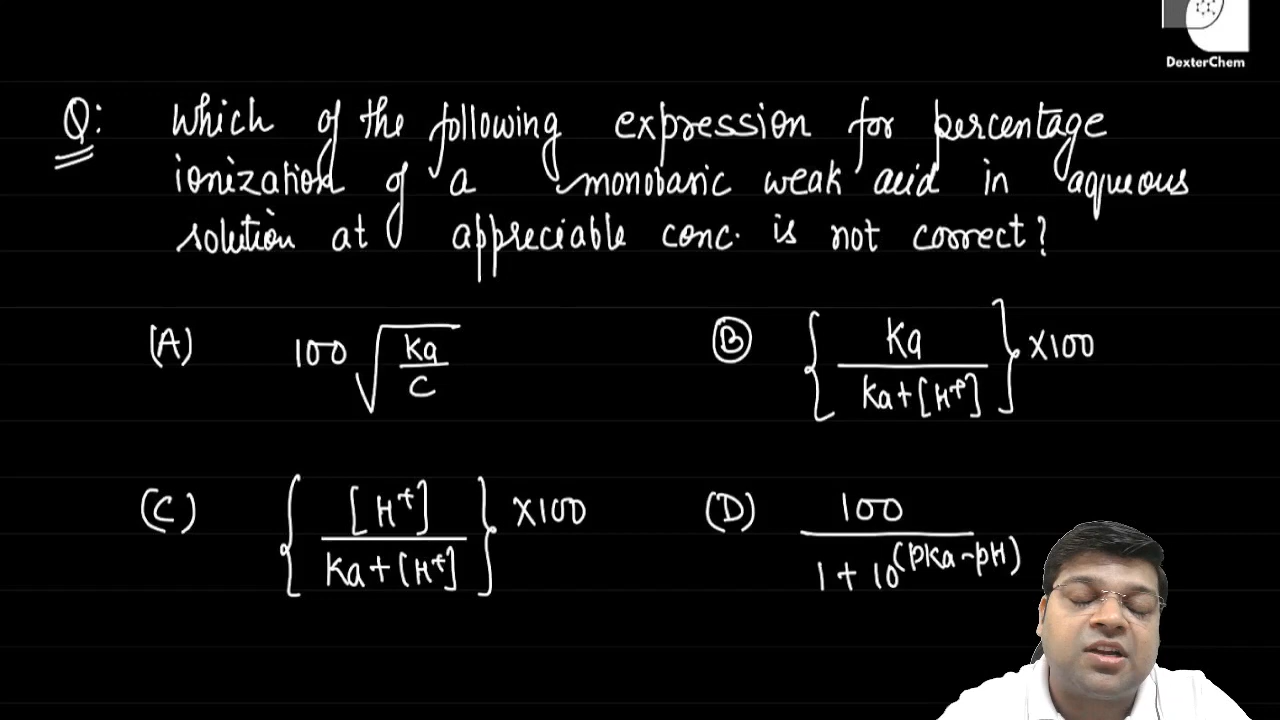 DexterChem
Q: Which of the following expression for percentage
ionization of a monobasic weak acid in aqueous
solution at appreciable conc. is not correct?
(A) 100 √(Ka/C) (B) {Ka/(Ka+[H⁺])} ×100
(C) {[H⁺]/(Ka+[H⁺])} ×100 (D) 100/(1+10^(PKa-pH))